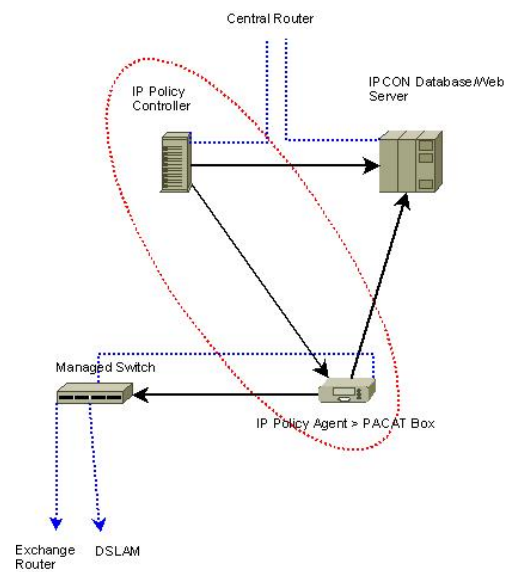 Central Router
IP Policy
Controller
IPCON Database/Web
Server
Managed Switch
IP Policy Agent > PACAT Box
Exchange
Router
DSLAM